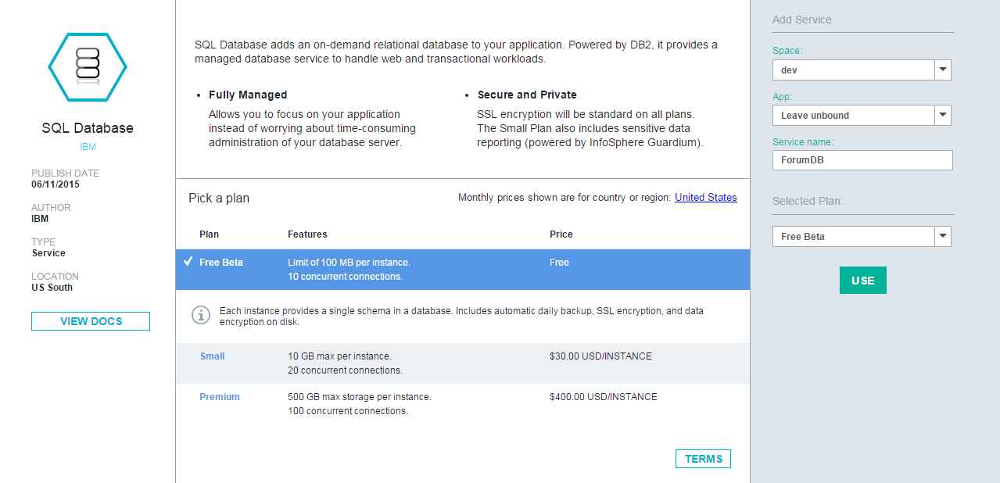 SQL Database
IBM
PUBLISH DATE
06/11/2015
AUTHOR
IBM
TYPE
Service
LOCATION
US South
VIEW DOCS
SQL Database adds an on-demand relational database to your application. Powered by DB2, it provides a
managed database service to handle web and transactional workloads.
• Fully Managed
Allows you to focus on your application
instead of worrying about time-consuming
administration of your database server.
• Secure and Private
SSL encryption will be standard on all plans.
The Small Plan also includes sensitive data
reporting (powered by InfoSphere Guardium).
Pick a plan
Monthly prices shown are for country or region: United States
Plan Features Price
Free Beta Limit of 100 MB per instance. Free
10 concurrent connections.
Each instance provides a single schema in a database. Includes automatic daily backup, SSL encryption, and data
encryption on disk.
Small 10 GB max per instance. $30.00 USD/INSTANCE
20 concurrent connections.
Premium 500 GB max storage per instance. $400.00 USD/INSTANCE
100 concurrent connections.
TERMS
Add Service
Space:
dev
App:
Leave unbound
Service name:
ForumDB
Selected Plan:
Free Beta
USE